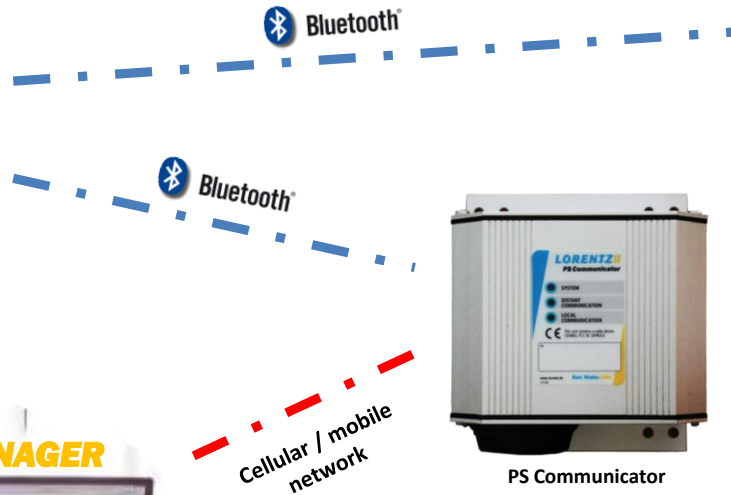 Bluetooth®
Bluetooth®
LORENTZ
PS Communicator
SYSTEM
DISTANT
COMMUNICATION
LOCAL
COMMUNICATION
CE
Sun. Water. Life.
NAGER
Cellular / mobile
network
PS Communicator